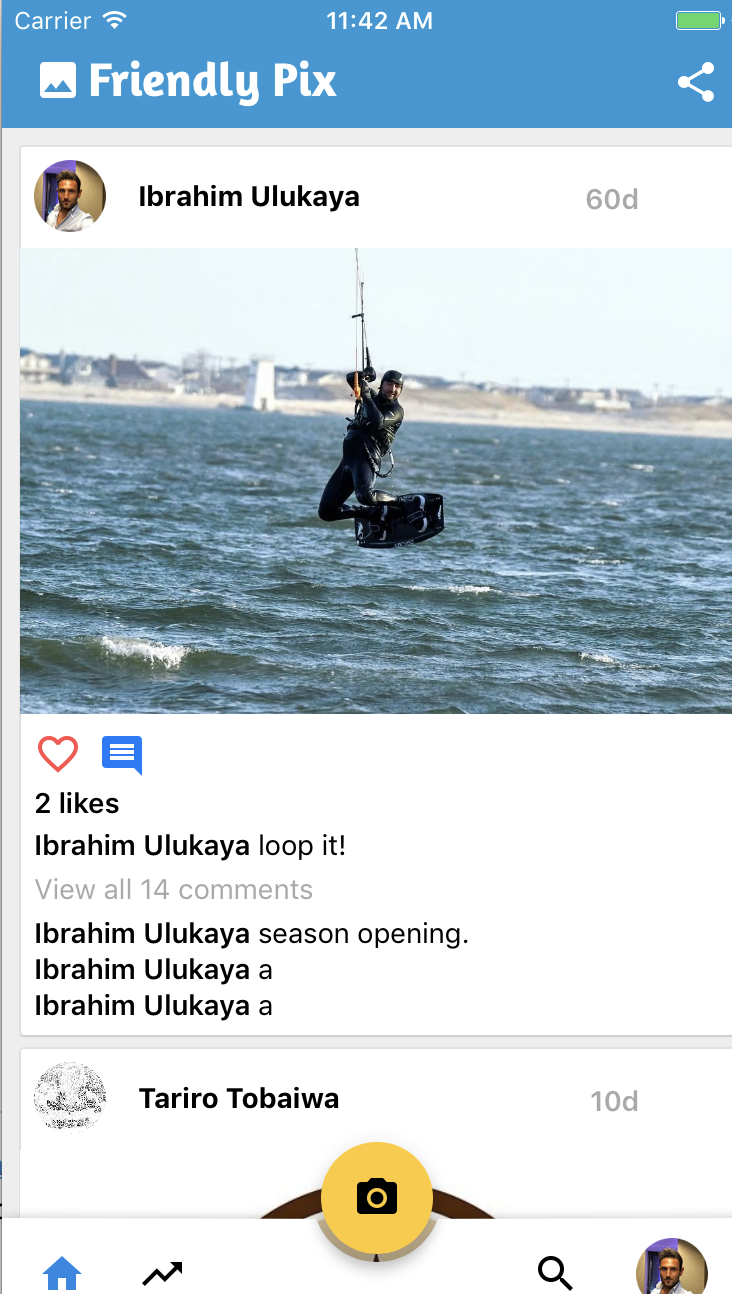 Carrier 11:42 AM
Friendly Pix
Ibrahim Ulukaya 60d
2 likes
Ibrahim Ulukaya loop it!
View all 14 comments
Ibrahim Ulukaya season opening.
Ibrahim Ulukaya a
Ibrahim Ulukaya a
Tariro Tobaiwa 10d